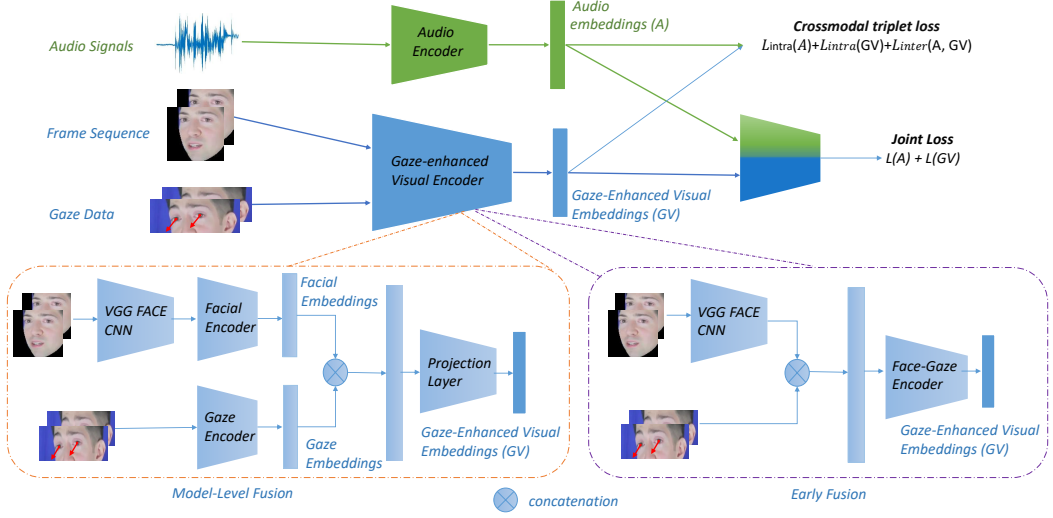 Audio Signals
Audio
Encoder
Audio
embeddings (A)
Crossmodal triplet loss
Lintra(A)+Lintra(GV)+Linter(A, GV)
Frame Sequence
Gaze-enhanced
Visual Encoder
Joint Loss
L(A) + L(GV)
Gaze Data
Gaze-Enhanced Visual
Embeddings (GV)
VGG FACE
CNN
Facial
Encoder
Facial
Embeddings
Projection
Layer
Gaze
Encoder
Gaze
Embeddings
Gaze-Enhanced Visual
Embeddings (GV)
Model-Level Fusion
VGG FACE
CNN
Face-Gaze
Encoder
Gaze-Enhanced Visual
Embeddings (GV)
Early Fusion
concatenation